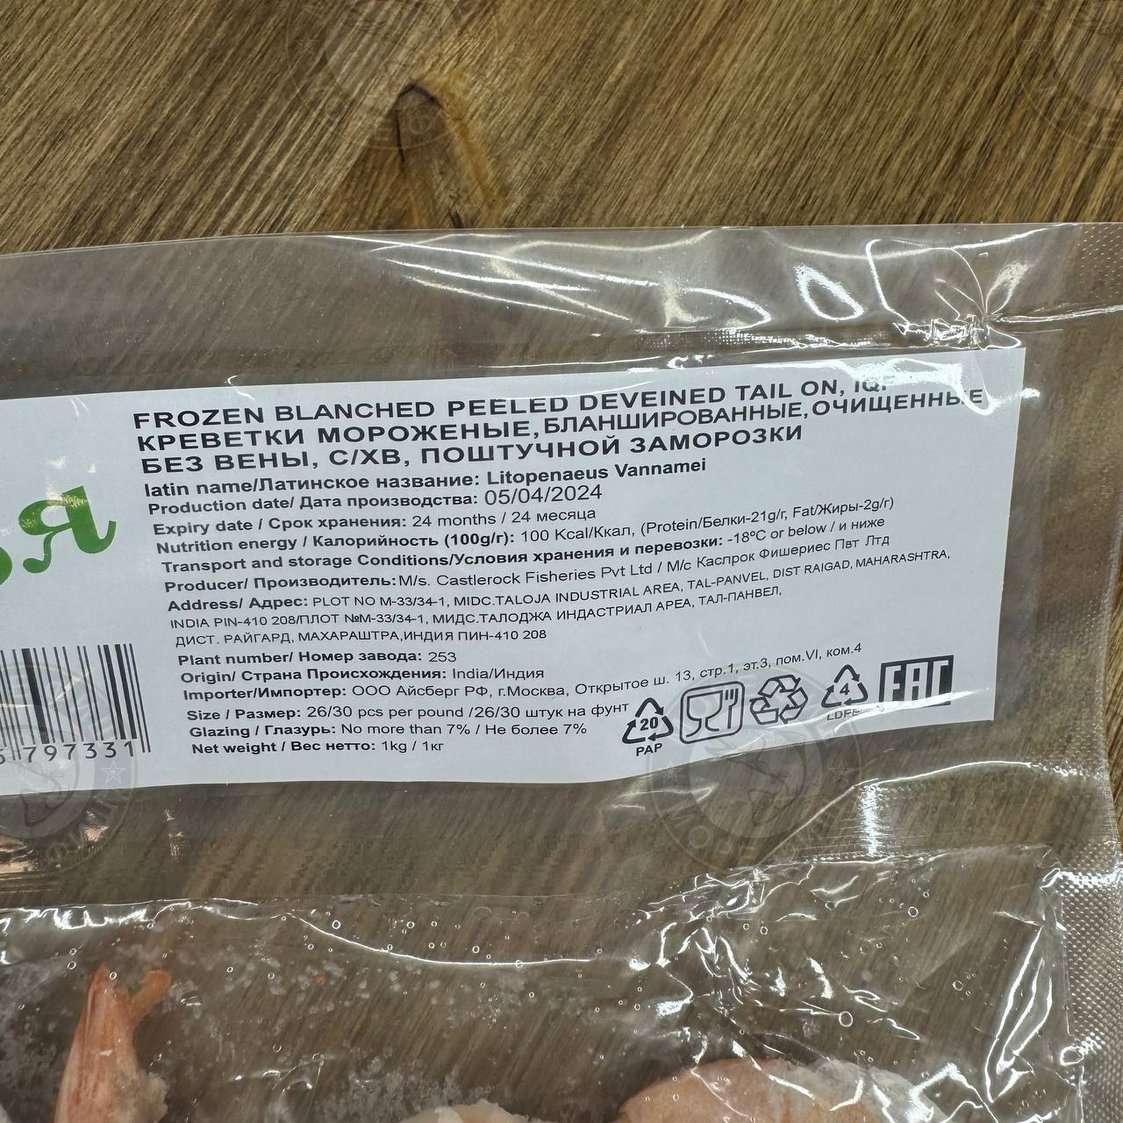 FROZEN BLANCHED PEELED DEVEINED TAIL ON, IQF
КРЕВЕТКИ МОРОЖЕНЫЕ, БЛАНШИРОВАННЫЕ, ОЧИЩЕННЫЕ
БЕЗ ВЕНЫ, С/ХВ, ПОШТУЧНОЙ ЗАМОРОЗКИ
latin name/Латинское название: Litopenaeus Vannamei
Production date/ Дата производства: 05/04/2024
Expiry date / Срок хранения: 24 months / 24 месяца
Nutrition energy / Калорийность (100g/г): 100 Kcal/Ккал, (Protein/Белки-21g/г, Fat/Жиры-2g/г)
Transport and storage Conditions/Условия хранения и перевозки: -18ºC or below / и ниже
Producer/ Производитель: M/s. Castlerock Fisheries Pvt Ltd / М/с Каспрок Фишериес Пвт Лтд
Address/ Адрес: PLOT NO M-33/34-1, MIDC.TALOJA INDUSTRIAL AREA, TAL-PANVEL, DIST RAIGAD, MAHARASHTRA,
INDIA PIN-410 208/ПЛОТ №М-33/34-1, МИДС.ТАЛОДЖА ИНДАСТРИАЛ АРЕА, ТАЛ-ПАНВЕЛ,
ДИСТ. РАЙГАРД, МАХАРАШТРА,ИНДИЯ ПИН-410 208
Plant number/ Номер завода: 253
Origin/ Страна Происхождения: India/Индия
Importer/Импортер: ООО Айсберг РФ, г.Москва, Открытое ш. 13, стр.1, эт.3, пом.VI, ком.4
Size / Размер: 26/30 pcs per pound /26/30 штук на фунт
Glazing / Глазурь: No more than 7% / Не более 7%
Net weight / Вес нетто: 1kg / 1кг
20
PAP
4
LDPE
EAC
я
797331